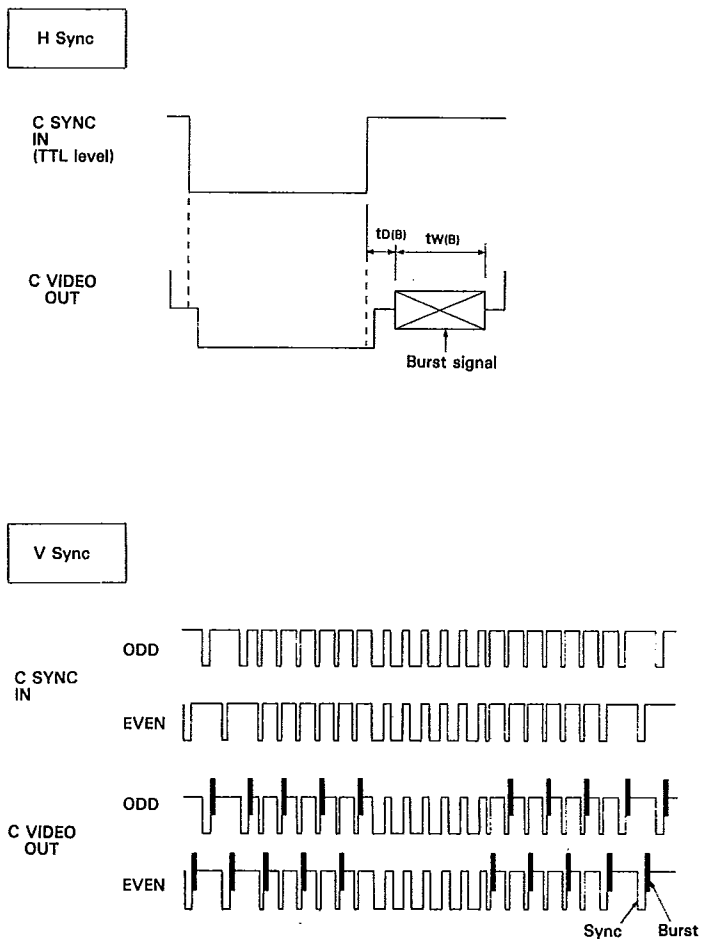 H Sync
C SYNC
IN
(TTL level)
tD(B)
tW(B)
C VIDEO
OUT
Burst signal
V Sync
ODD
C SYNC
IN
EVEN
ODD
C VIDEO
OUT
EVEN
Sync
Burst